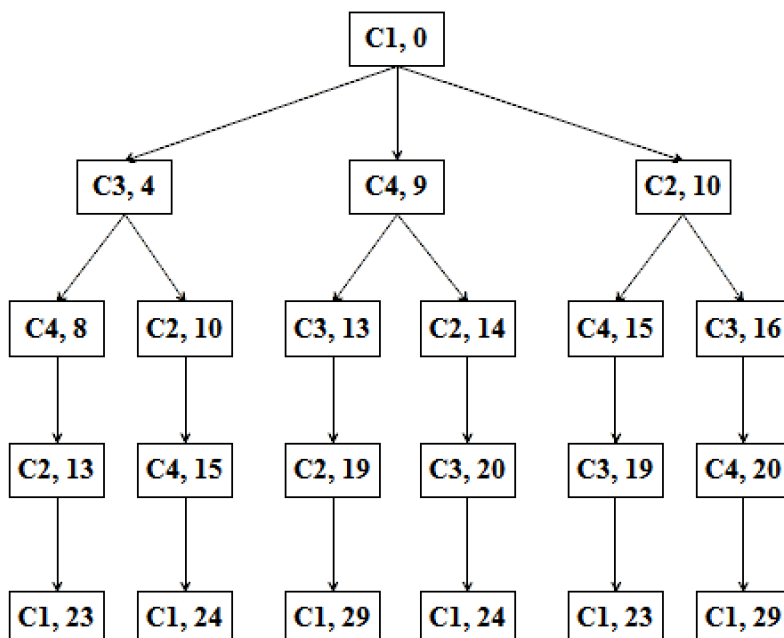 C1, 0
C3, 4
C4, 9
C2, 10
C4, 8
C2, 10
C3, 13
C2, 14
C4, 15
C3, 16
C2, 13
C4, 15
C2, 19
C3, 20
C3, 19
C4, 20
C1, 23
C1, 24
C1, 29
C1, 24
C1, 23
C1, 29